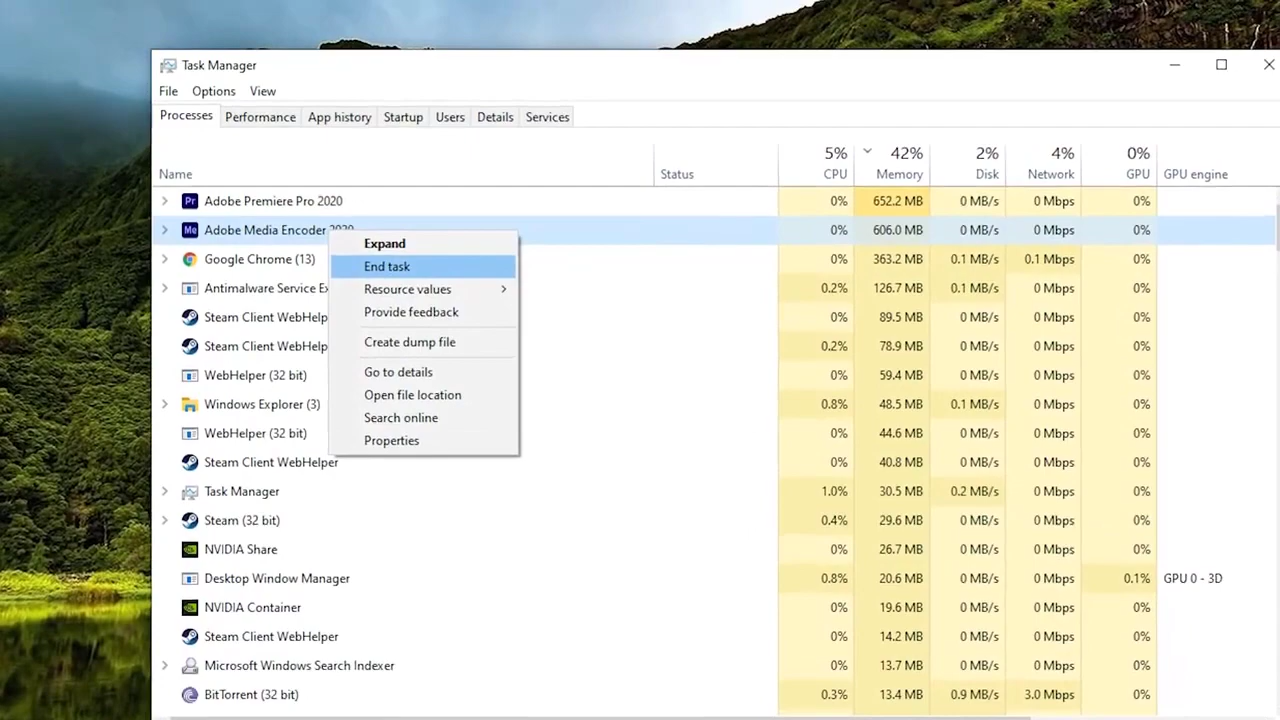 Task Manager
File Options View
Processes Performance App history Startup Users Details Services
5% 42% 2% 4% 0%
Name Status CPU Memory Disk Network GPU GPU engine
Pr Adobe Premiere Pro 2020 0% 652.2 MB 0 MB/s 0 Mbps 0%
Me Adobe Media Encoder 2020 0% 606.0 MB 0 MB/s 0 Mbps 0%
Expand
Google Chrome (13) 0% 363.2 MB 0.1 MB/s 0.1 Mbps 0%
End task
Antimalware Service Ex 0.2% 126.7 MB 0.1 MB/s 0 Mbps 0%
Resource values
Steam Client WebHelp 0% 89.5 MB 0 MB/s 0 Mbps 0%
Provide feedback
Steam Client WebHelp 0.2% 78.9 MB 0 MB/s 0 Mbps 0%
Create dump file
WebHelper (32 bit) 0% 59.4 MB 0 MB/s 0 Mbps 0%
Go to details
Windows Explorer (3) 0.8% 48.5 MB 0.1 MB/s 0 Mbps 0%
Open file location
Search online
WebHelper (32 bit) 0% 44.6 MB 0 MB/s 0 Mbps 0%
Properties
Steam Client WebHelper 0% 40.8 MB 0 MB/s 0 Mbps 0%
Task Manager 1.0% 30.5 MB 0.2 MB/s 0 Mbps 0%
Steam (32 bit) 0.4% 29.6 MB 0 MB/s 0 Mbps 0%
NVIDIA Share 0% 26.7 MB 0 MB/s 0 Mbps 0%
Desktop Window Manager 0.8% 20.6 MB 0 MB/s 0 Mbps 0.1% GPU 0 - 3D
NVIDIA Container 0% 19.6 MB 0 MB/s 0 Mbps 0%
Steam Client WebHelper 0% 14.2 MB 0 MB/s 0 Mbps 0%
Microsoft Windows Search Indexer 0% 13.7 MB 0 MB/s 0 Mbps 0%
BitTorrent (32 bit) 0.3% 13.4 MB 0.9 MB/s 3.0 Mbps 0%